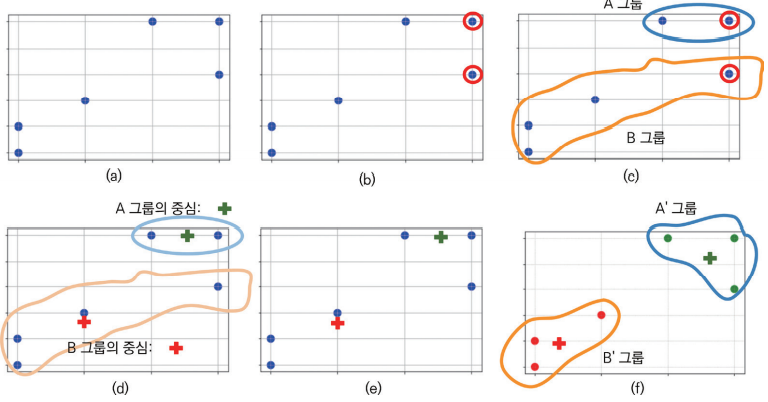 A 그룹
B 그룹
(a)
(b)
(c)
A 그룹의 중심:
B 그룹의 중심:
A' 그룹
B' 그룹
(d)
(e)
(f)